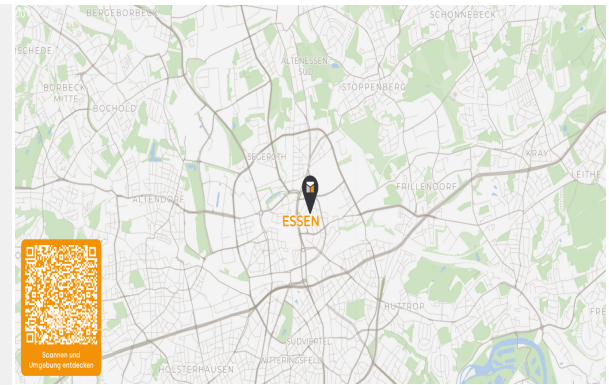 BERGEBORBECK
SCHONNEBECK
ALTENESSEN
SÜD
BORBECK
MITTE
STOPPENBERG
BOCHOLD
SEGEROTH
KRAY
LEITHE
ALTENDORF
FRILLENDORF
ESSEN
HUTTROP
SÜDVIERTEL
HOLSTERHAUSEN
Scannen und
Umgebung entdecken